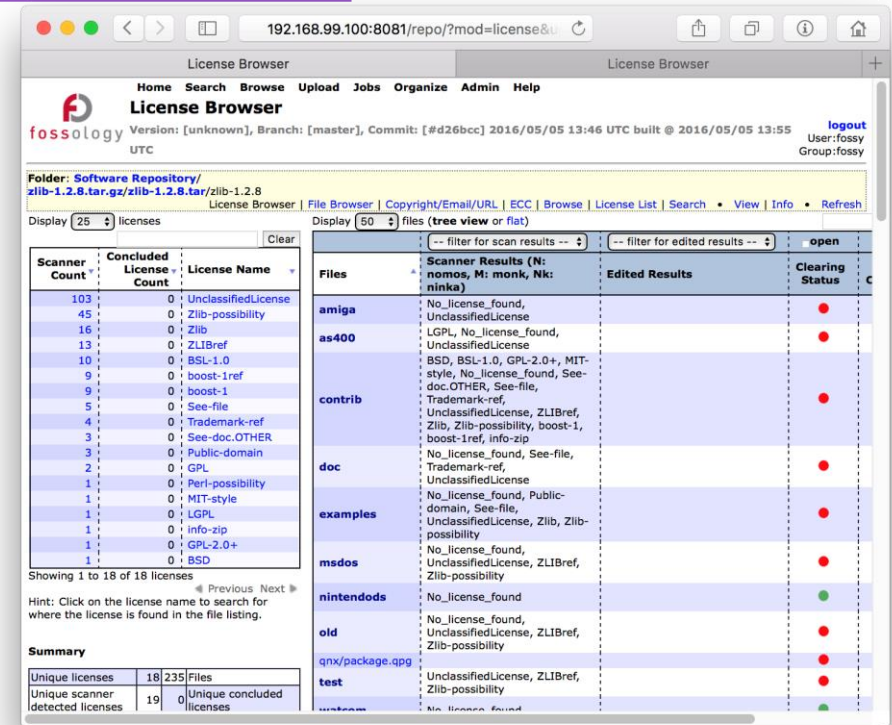 192.168.99.100:8081/repo/?mod=license&u
License Browser
License Browser
Home Search Browse Upload Jobs Organize Admin Help
fossology
License Browser
Version: [unknown], Branch: [master], Commit: [#d26bcc] 2016/05/05 13:46 UTC built @ 2016/05/05 13:55
UTC
logout
User:fossy
Group:fossy
Folder: Software Repository/
zlib-1.2.8.tar.gz/zlib-1.2.8.tar/zlib-1.2.8
License Browser | File Browser | Copyright/Email/URL | ECC | Browse | License List | Search • View | Info • Refresh
Display 25 licenses
Clear
Scanner Count Concluded License Count License Name
103 0 UnclassifiedLicense
45 0 Zlib-possibility
16 0 Zlib
13 0 ZLIBref
10 0 BSL-1.0
9 0 boost-1ref
9 0 boost-1
5 0 See-file
4 0 Trademark-ref
3 0 See-doc.OTHER
3 0 Public-domain
2 0 GPL
1 0 Perl-possibility
1 0 MIT-style
1 0 LGPL
1 0 info-zip
1 0 GPL-2.0+
1 0 BSD
Showing 1 to 18 of 18 licenses
Previous Next
Hint: Click on the license name to search for
where the license is found in the file listing.
Summary
Unique licenses 18 235 Files
Unique scanner detected licenses 19 0 Unique concluded licenses
Display 50 files (tree view or flat)
-- filter for scan results -- -- filter for edited results -- open
Files Scanner Results (N: nomos, M: monk, Nk: ninka) Edited Results Clearing Status C
amiga No_license_found,
UnclassifiedLicense
as400 LGPL, No_license_found,
UnclassifiedLicense
contrib BSD, BSL-1.0, GPL-2.0+, MIT-
style, No_license_found, See-
doc.OTHER, See-file,
Trademark-ref,
UnclassifiedLicense, ZLIBref,
Zlib, Zlib-possibility, boost-1,
boost-1ref, info-zip
doc No_license_found, See-file,
Trademark-ref,
UnclassifiedLicense
examples No_license_found, Public-
domain, See-file,
UnclassifiedLicense, Zlib, Zlib-
possibility
msdos No_license_found,
UnclassifiedLicense, ZLIBref,
Zlib-possibility
nintendods No_license_found
old No_license_found,
UnclassifiedLicense, ZLIBref,
Zlib-possibility
qnx/package.qpg
test UnclassifiedLicense, ZLIBref,
Zlib-possibility
watcom No_license_found